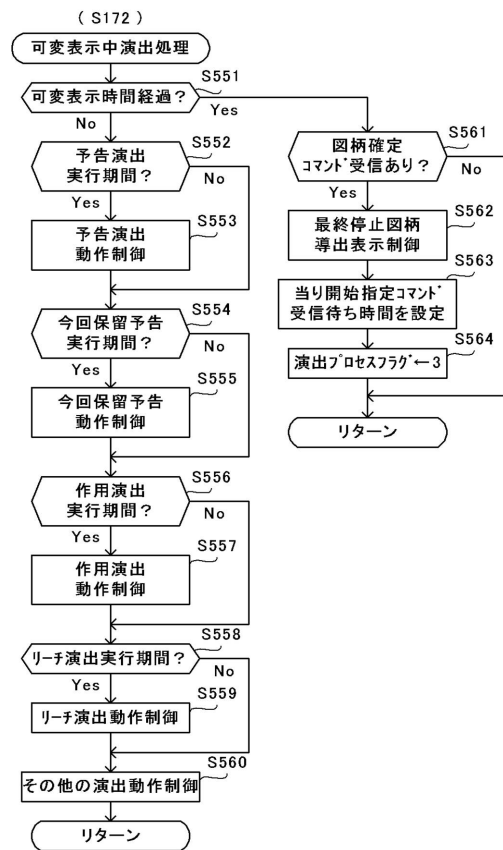 ( S172 )
可変表示中演出処理
S551
可変表示時間経過?
Yes
No
S552
予告演出
実行期間?
No
Yes
S553
予告演出
動作制御
S554
今回保留予告
実行期間?
No
Yes
S555
今回保留予告
動作制御
S556
作用演出
実行期間?
No
Yes
S557
作用演出
動作制御
S558
リーチ演出実行期間?
No
Yes
S559
リーチ演出動作制御
S560
その他の演出動作制御
リターン
S561
図柄確定
コマンド受信あり?
No
Yes
S562
最終停止図柄
導出表示制御
S563
当り開始指定コマンド
受信待ち時間を設定
S564
演出プロセスフラグ←3
リターン